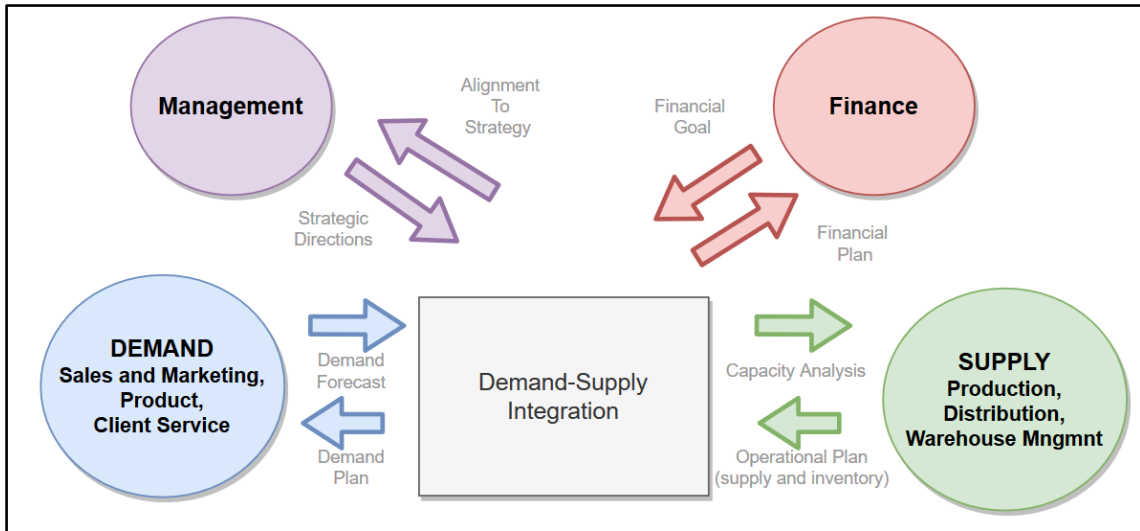 Management
Alignment
To
Strategy
Strategic
Directions
Financial
Goal
Finance
Financial
Plan
DEMAND
Sales and Marketing,
Product,
Client Service
Demand
Forecast
Demand
Plan
Demand-Supply
Integration
Capacity Analysis
Operational Plan
(supply and inventory)
SUPPLY
Production,
Distribution,
Warehouse Mngmnt